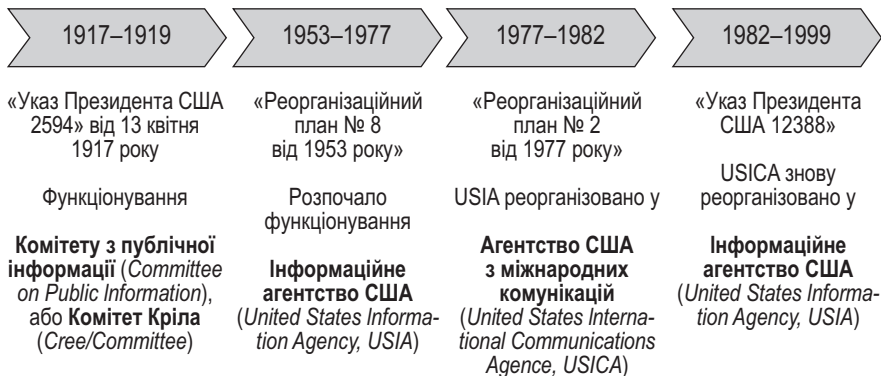 1917–1919
«Указ Президента США
2594» від 13 квітня
1917 року
Функціонування
Комітету з публічної
інформації (Committee
on Public Information),
або Комітет Кріла
(Cree/Committee)
1953–1977
«Реорганізаційний
план № 8
від 1953 року»
Розпочало
функціонування
Інформаційне
агентство США
(United States Informa-
tion Agency, USIA)
1977–1982
«Реорганізаційний
план № 2
від 1977 року»
USIA реорганізовано у
Агентство США
з міжнародних
комунікацій
(United States Interna-
tional Communications
Agence, USICA)
1982–1999
«Указ Президента
США 12388»
USICA знову
реорганізовано у
Інформаційне
агентство США
(United States Informa-
tion Agency, USIA)